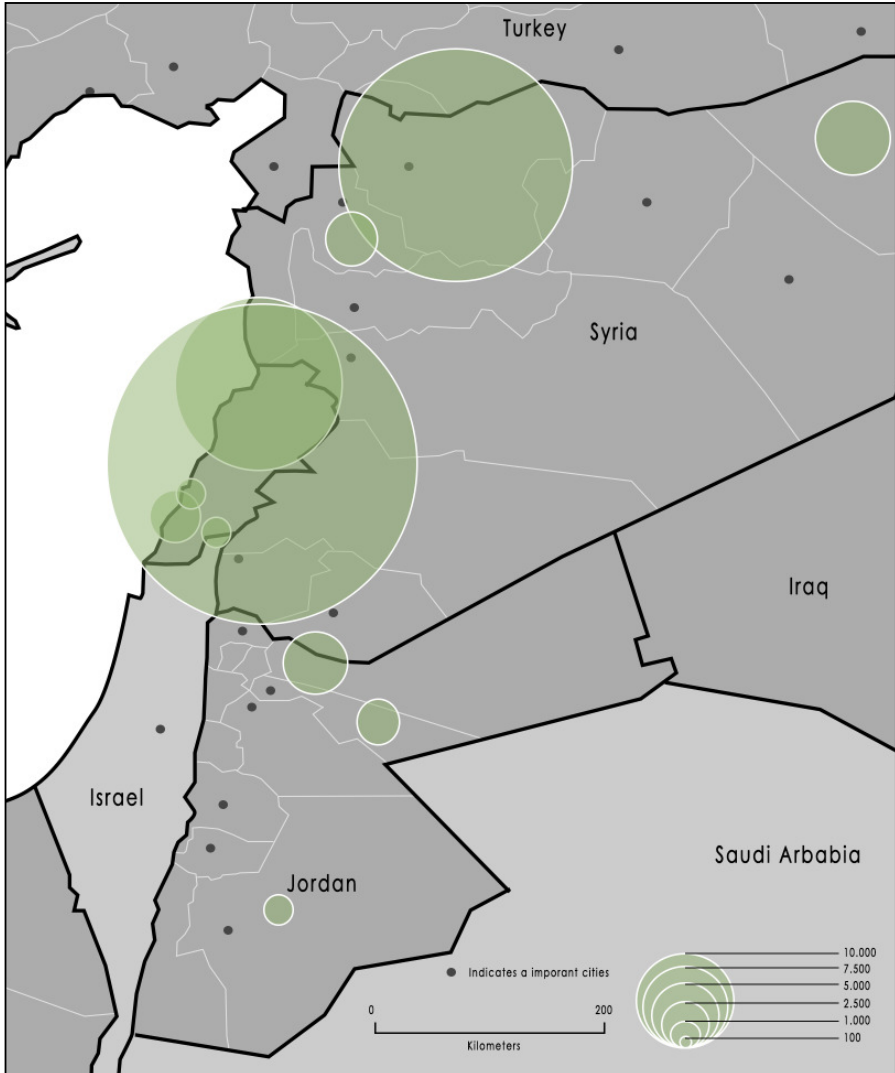 Turkey
Syria
Iraq
Israel
Saudi Arbabia
Jordan
Indicates a imporant cities
0 200
Kilometers
10.000
7.500
5.000
2.500
1.000
100